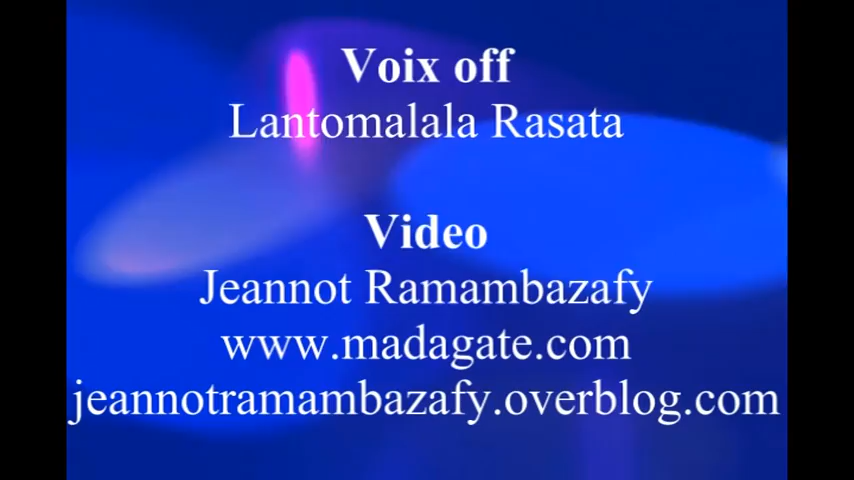 Voix off
Lantomalala Rasata
Video
Jeannot Ramambazafy
www.madagate.com
jeannotramambazafy.overblog.com